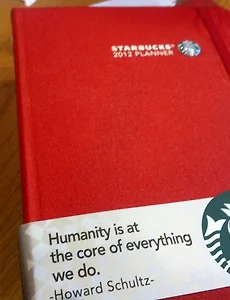 STARBUCKS®
2012 PLANNER
Humanity is at
the core of everything
we do.
-Howard Schultz-